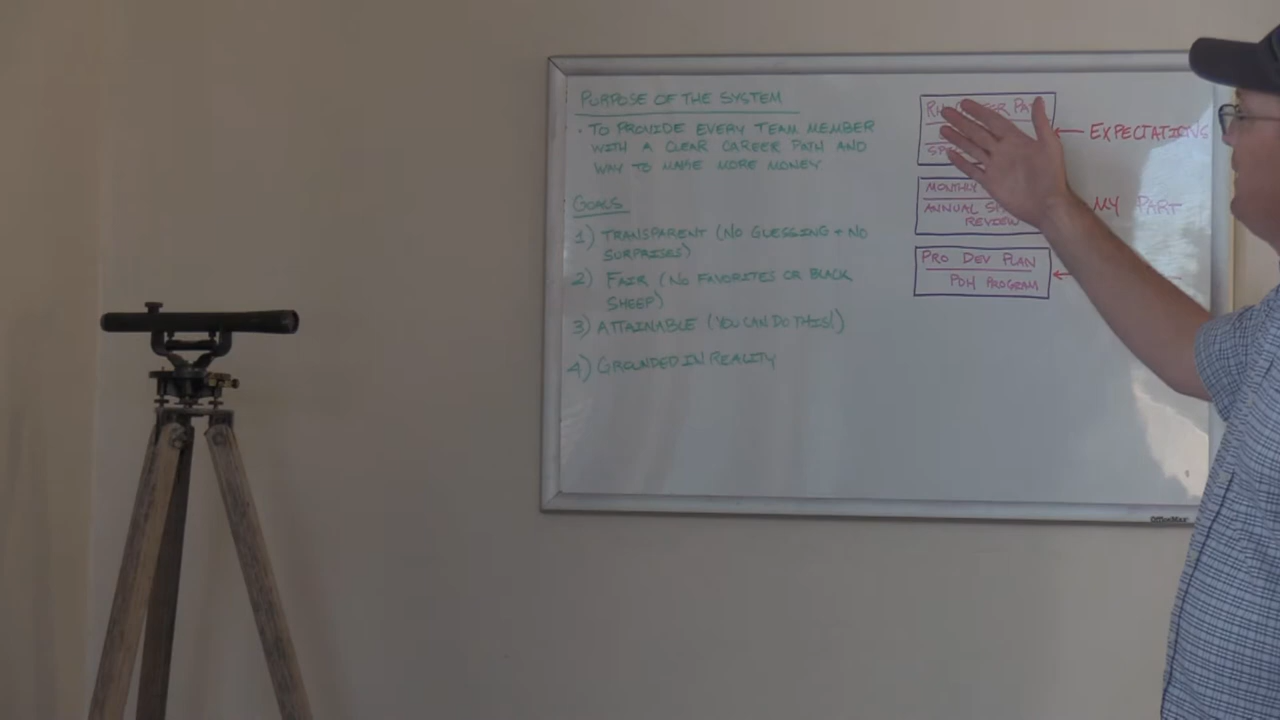 PURPOSE OF THE SYSTEM
• TO PROVIDE EVERY TEAM MEMBER
WITH A CLEAR CAREER PATH AND
WAY TO MAKE MORE MONEY
GOALS
1) TRANSPARENT (NO GUESSING + NO
SURPRISES)
2) FAIR (NO FAVORITES OR BLACK
SHEEP)
3) ATTAINABLE (YOU CAN DO THIS!)
4) GROUNDED IN REALITY
EXPECTATIONS
MONTHLY
ANNUAL
REVIEW
MY PART
PRO DEV PLAN
PDH PROGRAM